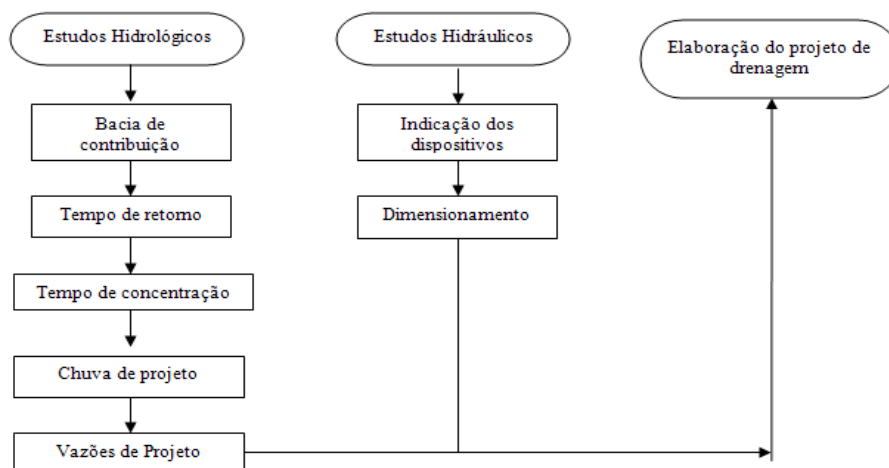 Estudos Hidrológicos
Bacia de
contribuição
Tempo de retorno
Tempo de concentração
Chuva de projeto
Vazões de Projeto
Estudos Hidráulicos
Indicação dos
dispositivos
Dimensionamento
Elaboração do projeto de
drenagem